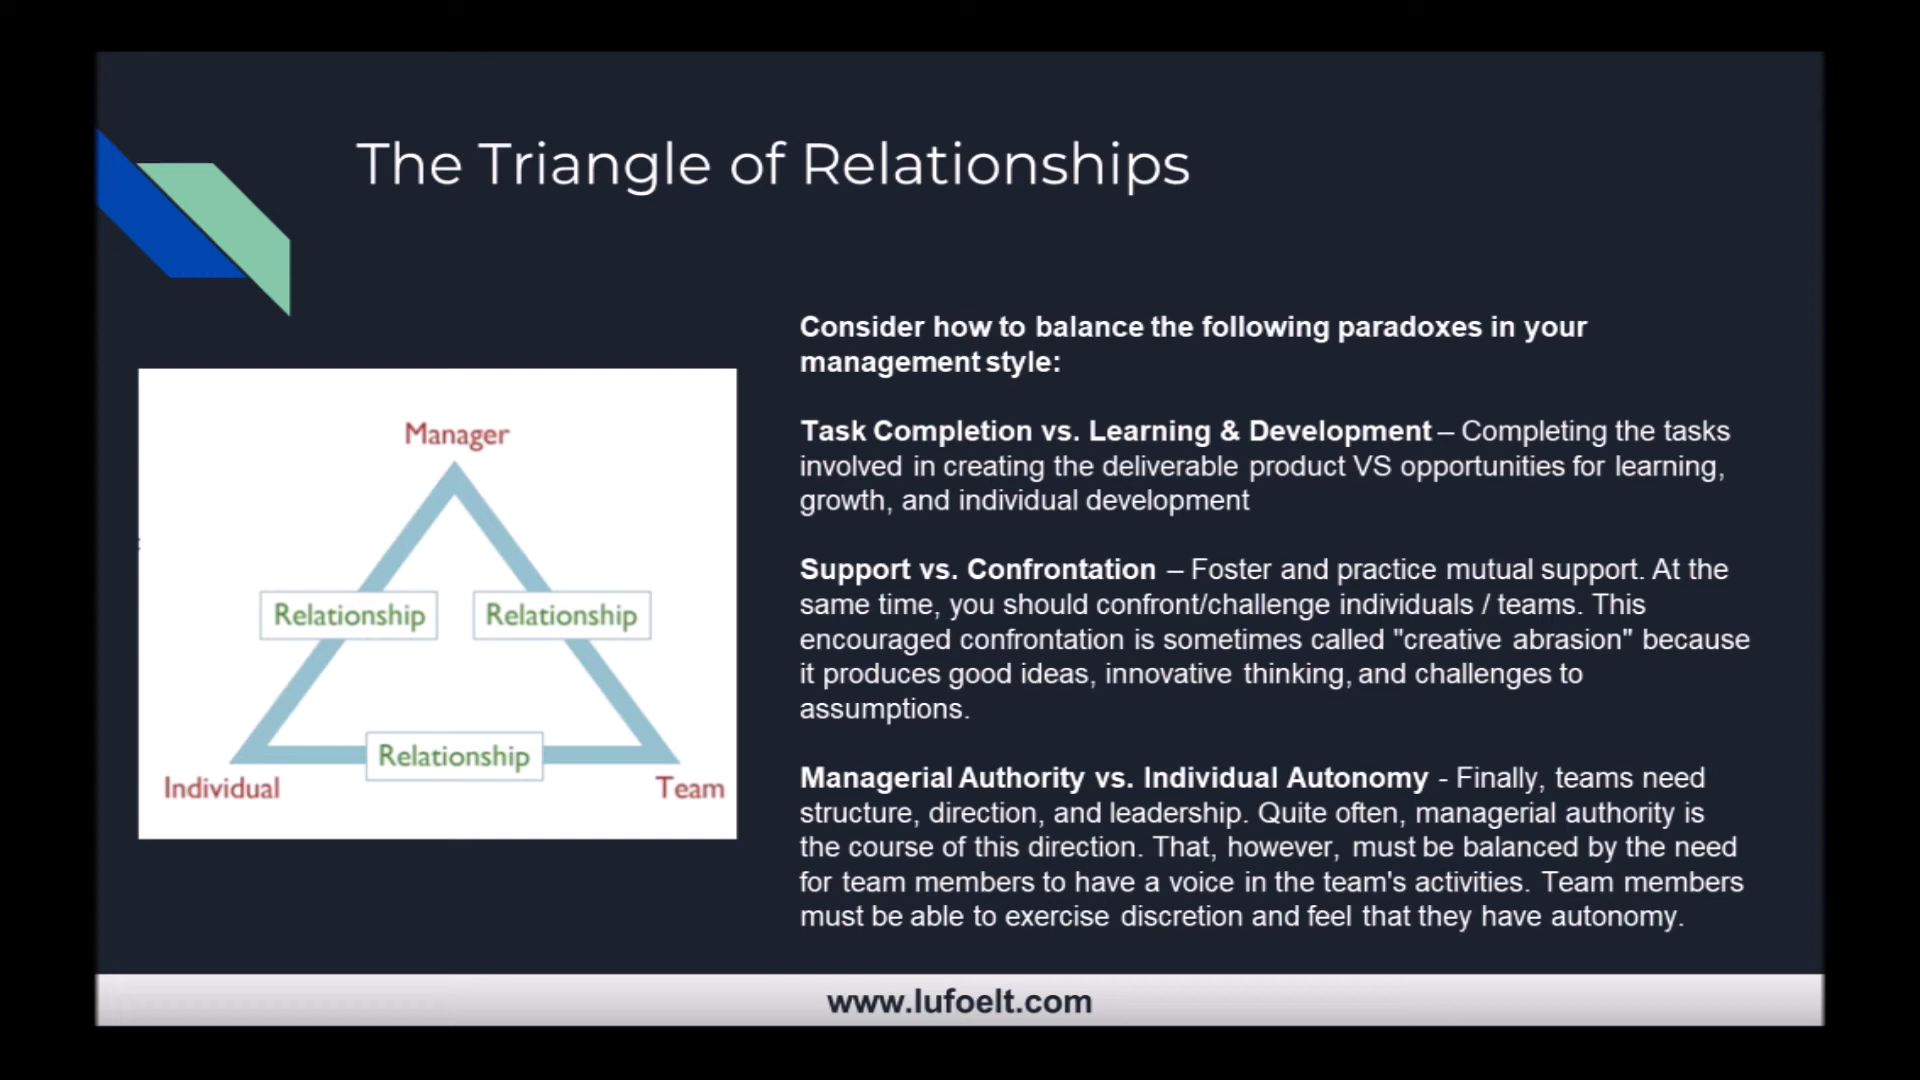 The Triangle of Relationships
Manager
Relationship
Relationship
Relationship
Individual
Team
Consider how to balance the following paradoxes in your
management style:
Task Completion vs. Learning & Development – Completing the tasks
involved in creating the deliverable product VS opportunities for learning,
growth, and individual development
Support vs. Confrontation – Foster and practice mutual support. At the
same time, you should confront/challenge individuals / teams. This
encouraged confrontation is sometimes called "creative abrasion" because
it produces good ideas, innovative thinking, and challenges to
assumptions.
Managerial Authority vs. Individual Autonomy - Finally, teams need
structure, direction, and leadership. Quite often, managerial authority is
the course of this direction. That, however, must be balanced by the need
for team members to have a voice in the team's activities. Team members
must be able to exercise discretion and feel that they have autonomy.
www.lufoelt.com